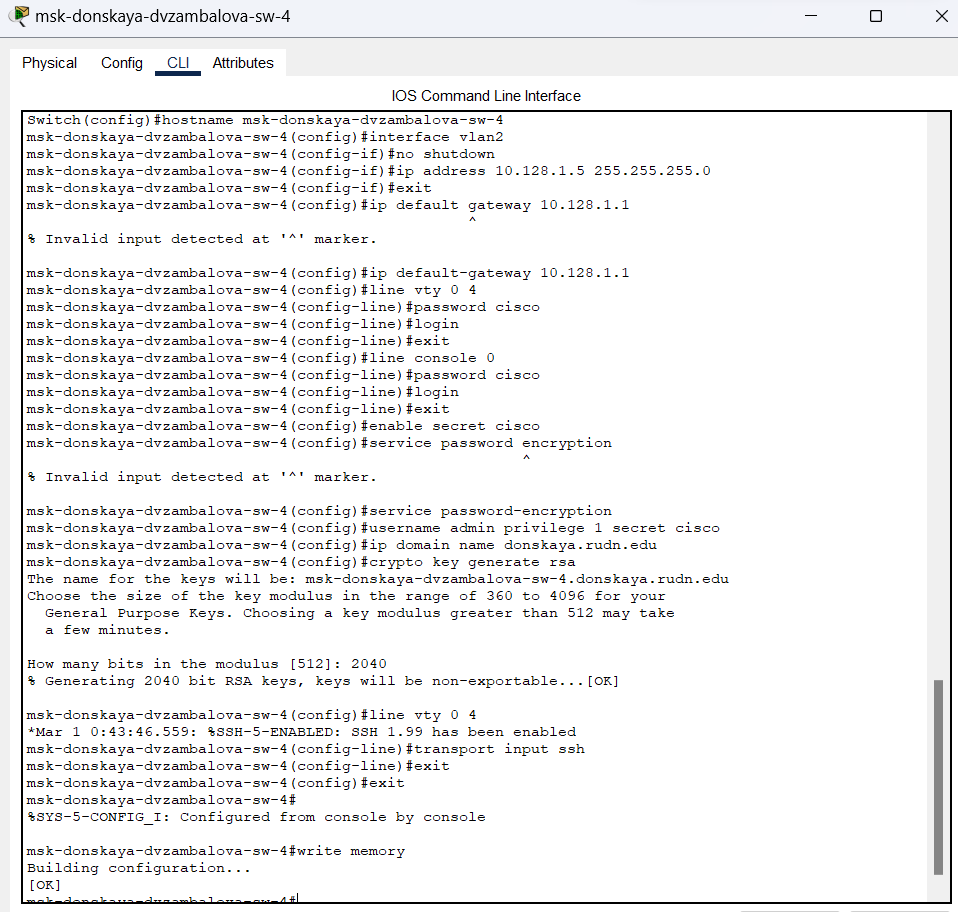 msk-donskaya-dvzambalova-sw-4
Physical Config CLI Attributes
IOS Command Line Interface
Switch(config)#hostname msk-donskaya-dvzambalova-sw-4
msk-donskaya-dvzambalova-sw-4(config)#interface vlan2
msk-donskaya-dvzambalova-sw-4(config-if)#no shutdown
msk-donskaya-dvzambalova-sw-4(config-if)#ip address 10.128.1.5 255.255.255.0
msk-donskaya-dvzambalova-sw-4(config-if)#exit
msk-donskaya-dvzambalova-sw-4(config)#ip default gateway 10.128.1.1
^
% Invalid input detected at '^' marker.
msk-donskaya-dvzambalova-sw-4(config)#ip default-gateway 10.128.1.1
msk-donskaya-dvzambalova-sw-4(config)#line vty 0 4
msk-donskaya-dvzambalova-sw-4(config-line)#password cisco
msk-donskaya-dvzambalova-sw-4(config-line)#login
msk-donskaya-dvzambalova-sw-4(config-line)#exit
msk-donskaya-dvzambalova-sw-4(config)#line console 0
msk-donskaya-dvzambalova-sw-4(config-line)#password cisco
msk-donskaya-dvzambalova-sw-4(config-line)#login
msk-donskaya-dvzambalova-sw-4(config-line)#exit
msk-donskaya-dvzambalova-sw-4(config)#enable secret cisco
msk-donskaya-dvzambalova-sw-4(config)#service password encryption
^
% Invalid input detected at '^' marker.
msk-donskaya-dvzambalova-sw-4(config)#service password-encryption
msk-donskaya-dvzambalova-sw-4(config)#username admin privilege 1 secret cisco
msk-donskaya-dvzambalova-sw-4(config)#ip domain name donskaya.rudn.edu
msk-donskaya-dvzambalova-sw-4(config)#crypto key generate rsa
The name for the keys will be: msk-donskaya-dvzambalova-sw-4.donskaya.rudn.edu
Choose the size of the key modulus in the range of 360 to 4096 for your
General Purpose Keys. Choosing a key modulus greater than 512 may take
a few minutes.
How many bits in the modulus [512]: 2040
% Generating 2040 bit RSA keys, keys will be non-exportable...[OK]
msk-donskaya-dvzambalova-sw-4(config)#line vty 0 4
*Mar 1 0:43:46.559: %SSH-5-ENABLED: SSH 1.99 has been enabled
msk-donskaya-dvzambalova-sw-4(config-line)#transport input ssh
msk-donskaya-dvzambalova-sw-4(config-line)#exit
msk-donskaya-dvzambalova-sw-4(config)#exit
msk-donskaya-dvzambalova-sw-4#
%SYS-5-CONFIG_I: Configured from console by console
msk-donskaya-dvzambalova-sw-4#write memory
Building configuration...
[OK]
msk-donskaya-dvzambalova-sw-4#